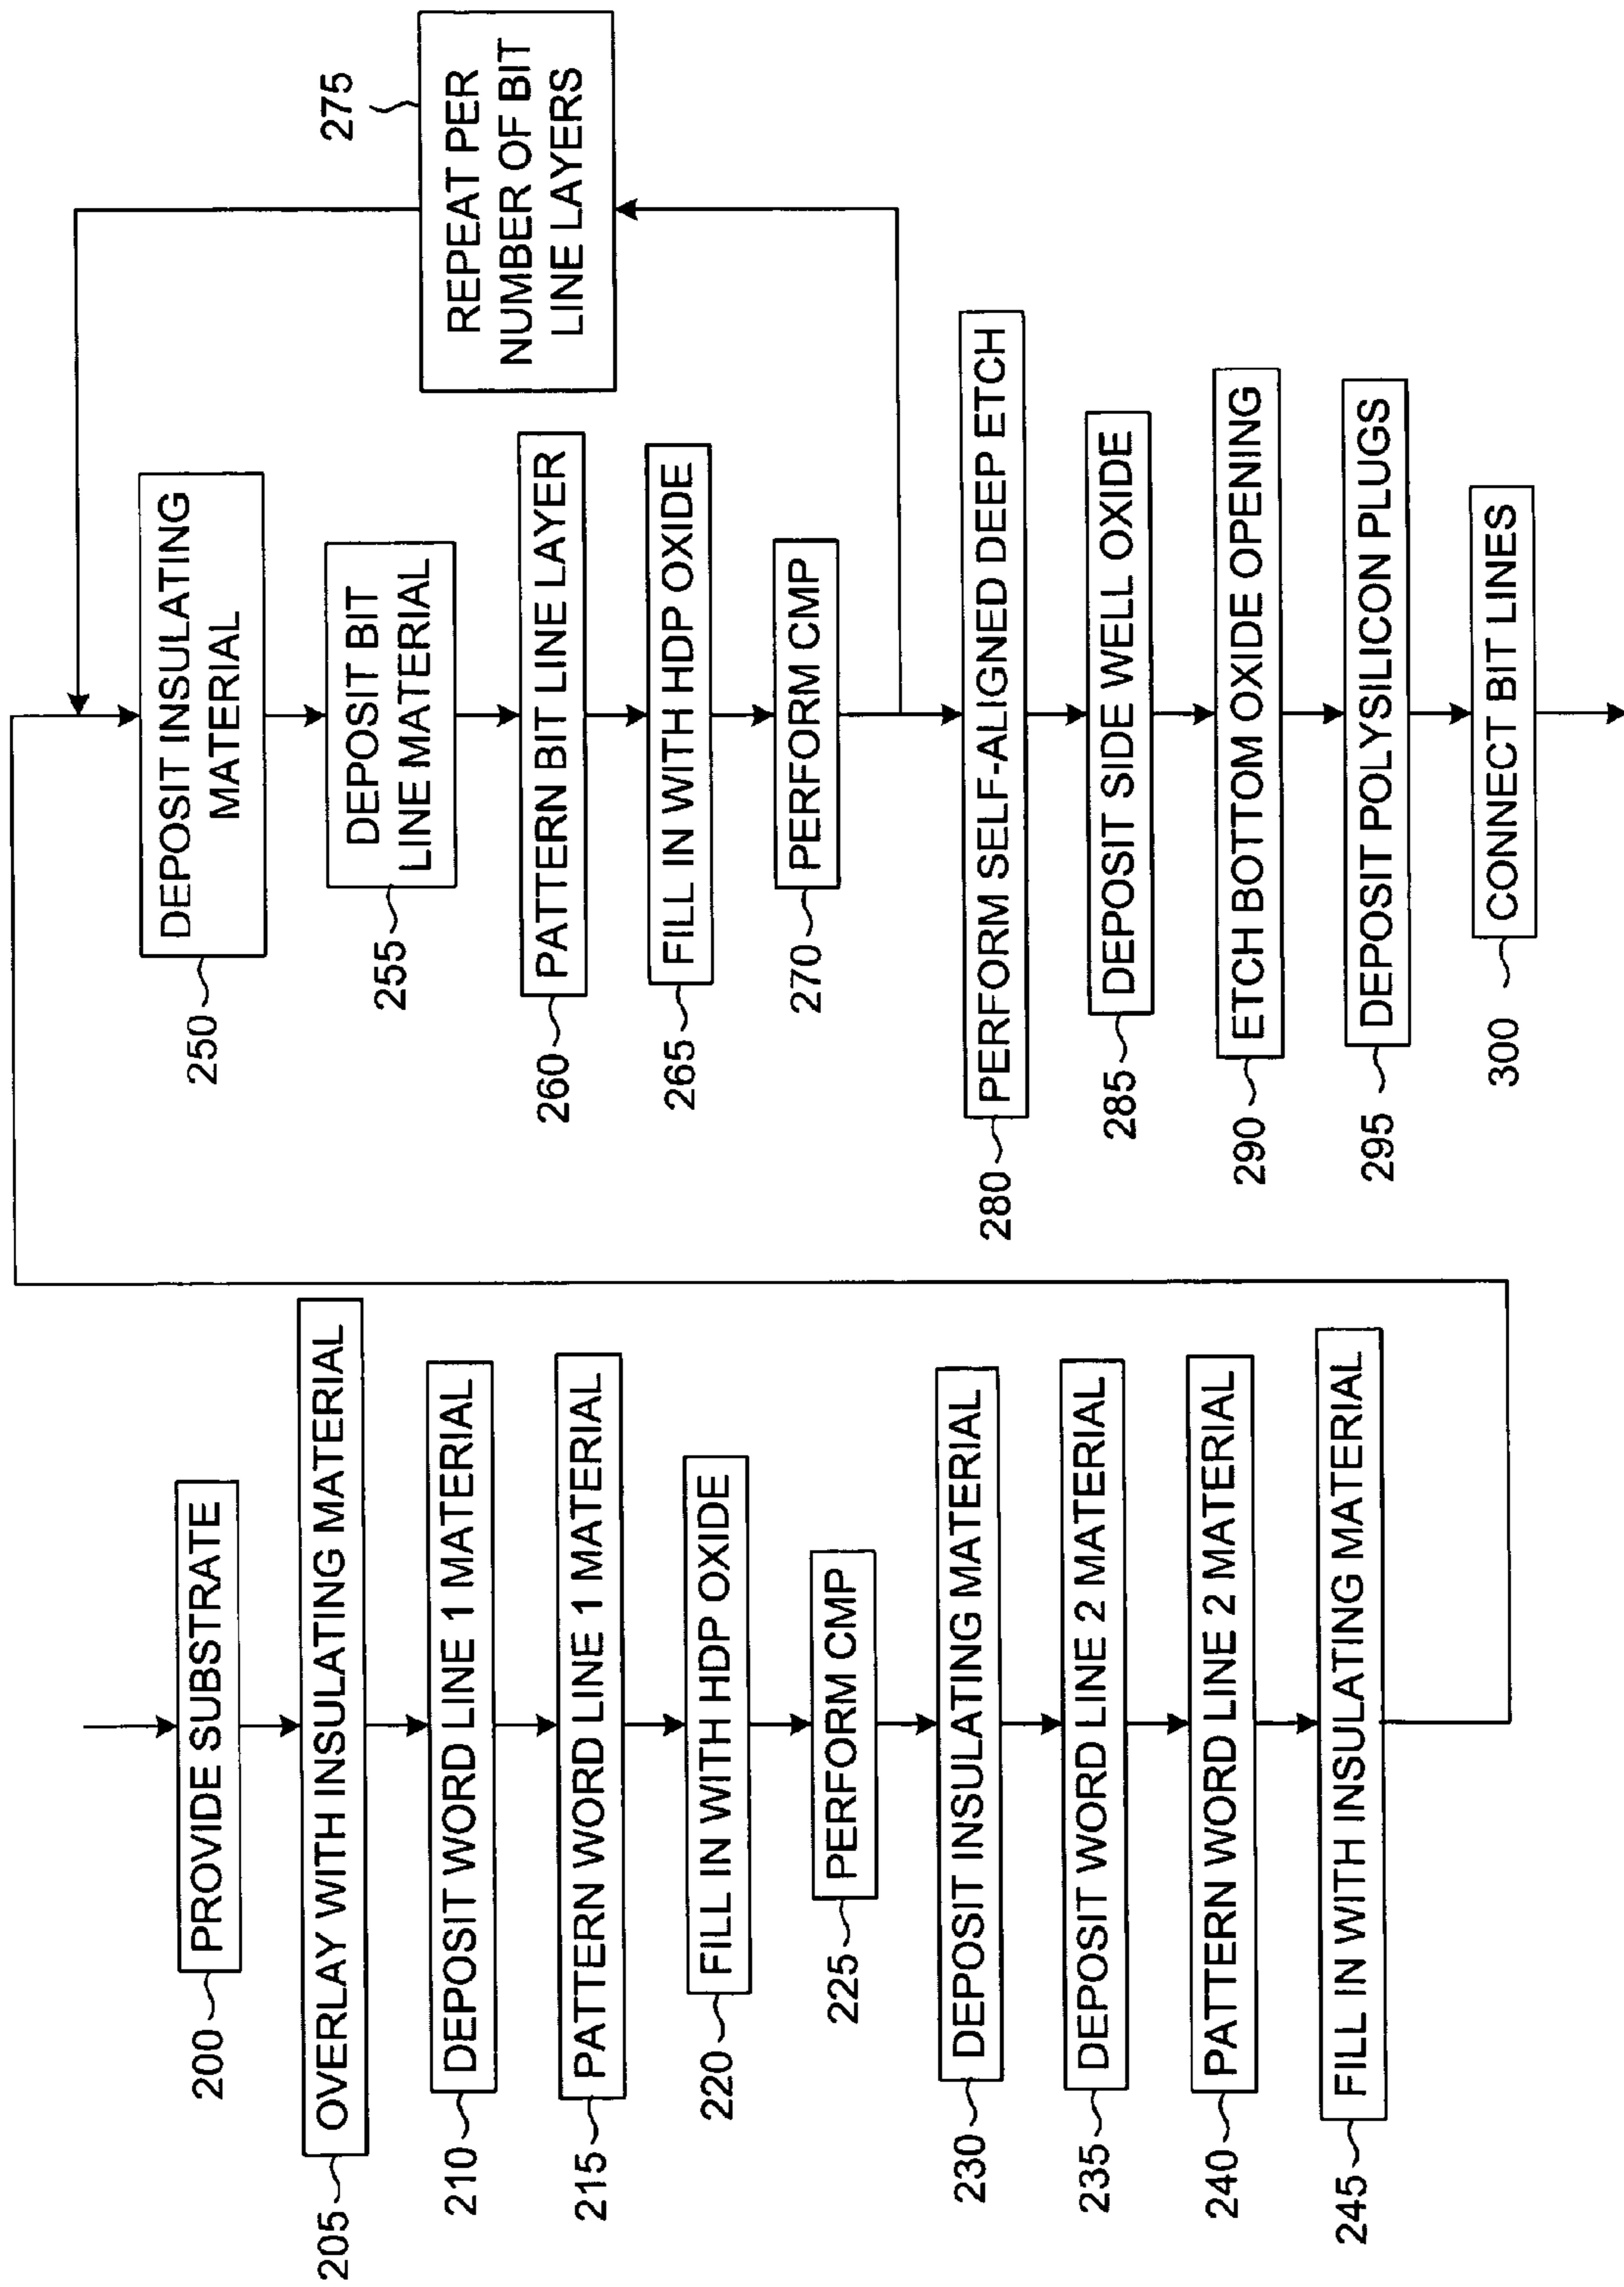 200
PROVIDE SUBSTRATE
205
OVERLAY WITH INSULATING MATERIAL
210
DEPOSIT WORD LINE 1 MATERIAL
215
PATTERN WORD LINE 1 MATERIAL
220
FILL IN WITH HDP OXIDE
225
PERFORM CMP
230
DEPOSIT INSULATING MATERIAL
235
DEPOSIT WORD LINE 2 MATERIAL
240
PATTERN WORD LINE 2 MATERIAL
245
FILL IN WITH INSULATING MATERIAL
250
DEPOSIT INSULATING
MATERIAL
255
DEPOSIT BIT
LINE MATERIAL
260
PATTERN BIT LINE LAYER
265
FILL IN WITH HDP OXIDE
270
PERFORM CMP
275
REPEAT PER
NUMBER OF BIT
LINE LAYERS
280
PERFORM SELF-ALIGNED DEEP ETCH
285
DEPOSIT SIDE WELL OXIDE
290
ETCH BOTTOM OXIDE OPENING
295
DEPOSIT POLYSILICON PLUGS
300
CONNECT BIT LINES